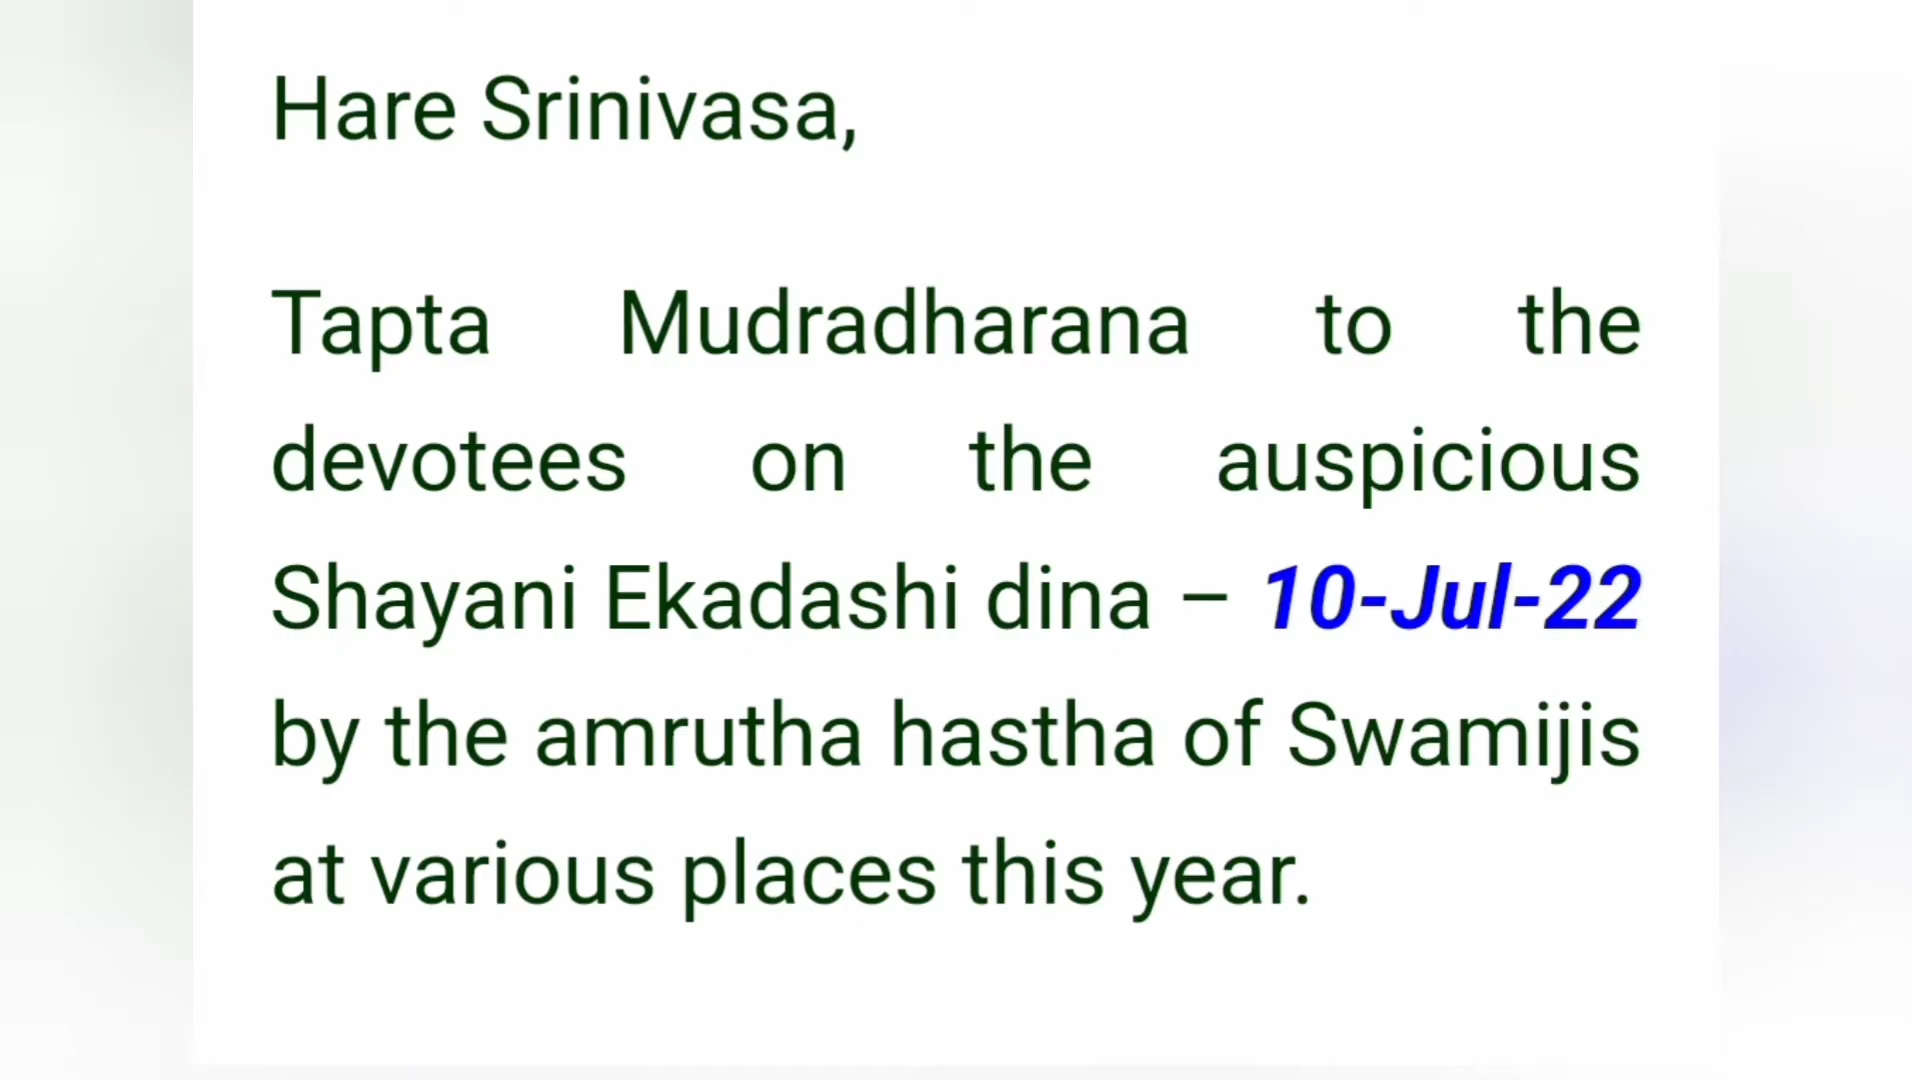 Hare Srinivasa,
Tapta Mudradharana to the
devotees on the auspicious
Shayani Ekadashi dina – 10-Jul-22
by the amrutha hastha of Swamijis
at various places this year.